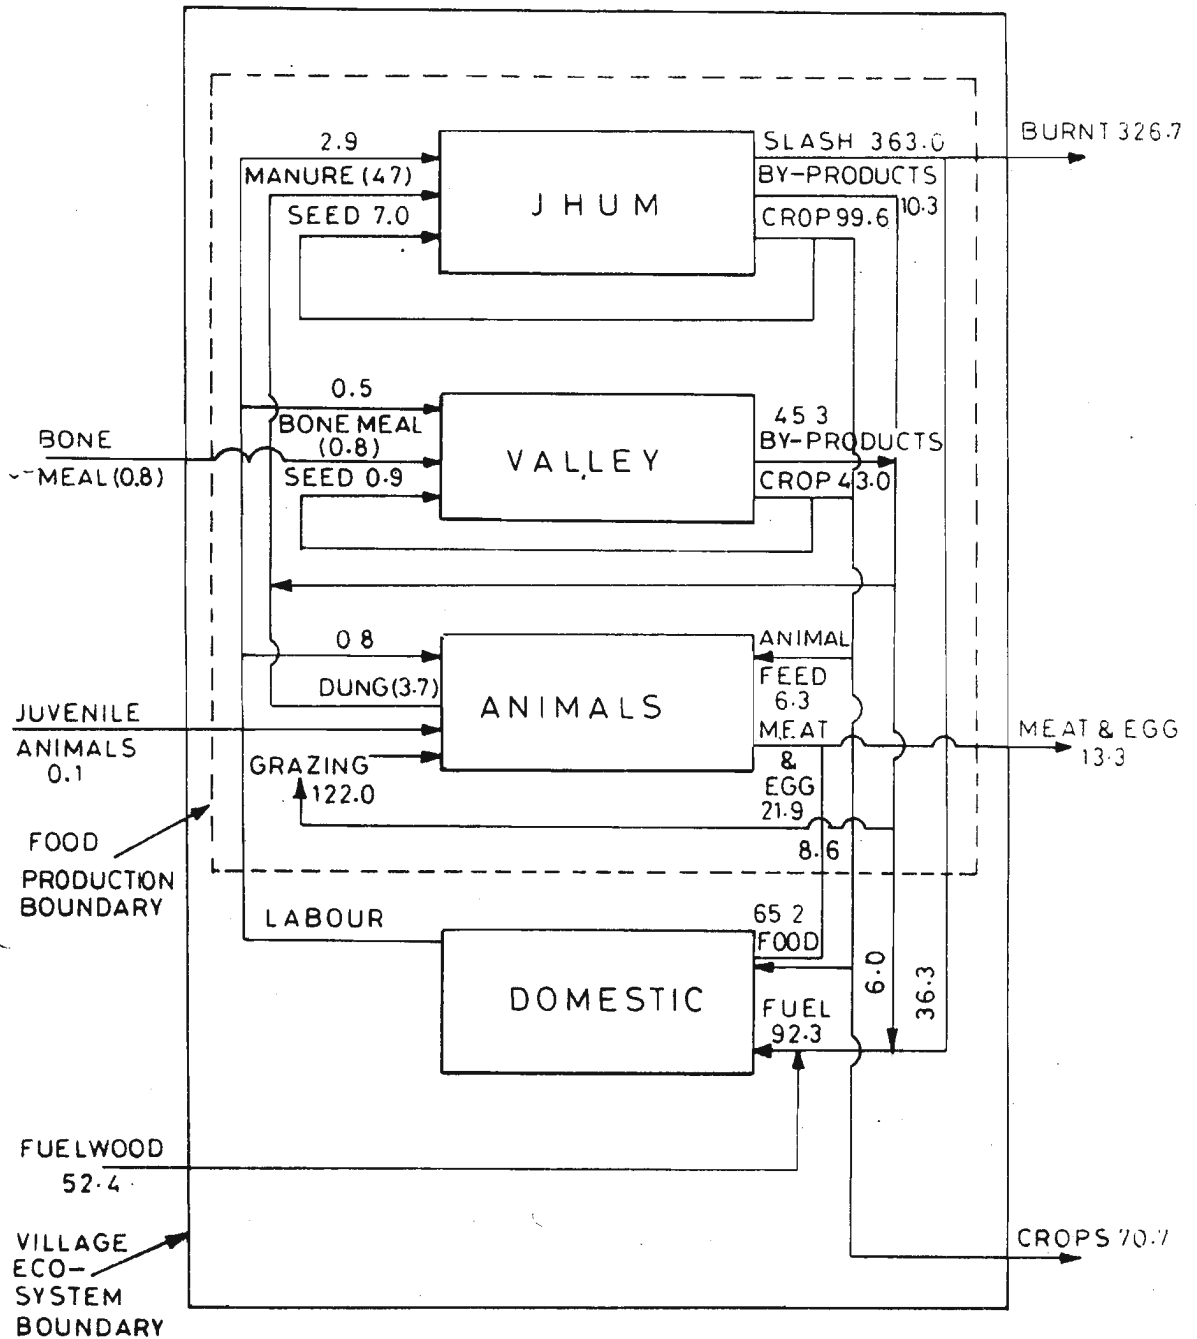 2.9
MANURE (47)
SEED 7.0
JHUM
SLASH 363.0
BY-PRODUCTS
10.3
CROP 99.6
BURNT 326.7
0.5
BONE MEAL
(0.8)
SEED 0.9
BONE
MEAL (0.8)
VALLEY
45 3
BY-PRODUCTS
CROP 43.0
0 8
DUNG (3.7)
JUVENILE
ANIMALS
0.1
GRAZING
122.0
ANIMALS
ANIMAL
FEED
6.3
MEAT
&
EGG
21.9
8.6
MEAT & EGG
13.3
FOOD
PRODUCTION
BOUNDARY
LABOUR
DOMESTIC
65 2
FOOD
FUEL
92.3
6.0
36.3
FUELWOOD
52.4
CROPS 70.7
VILLAGE
ECO-
SYSTEM
BOUNDARY